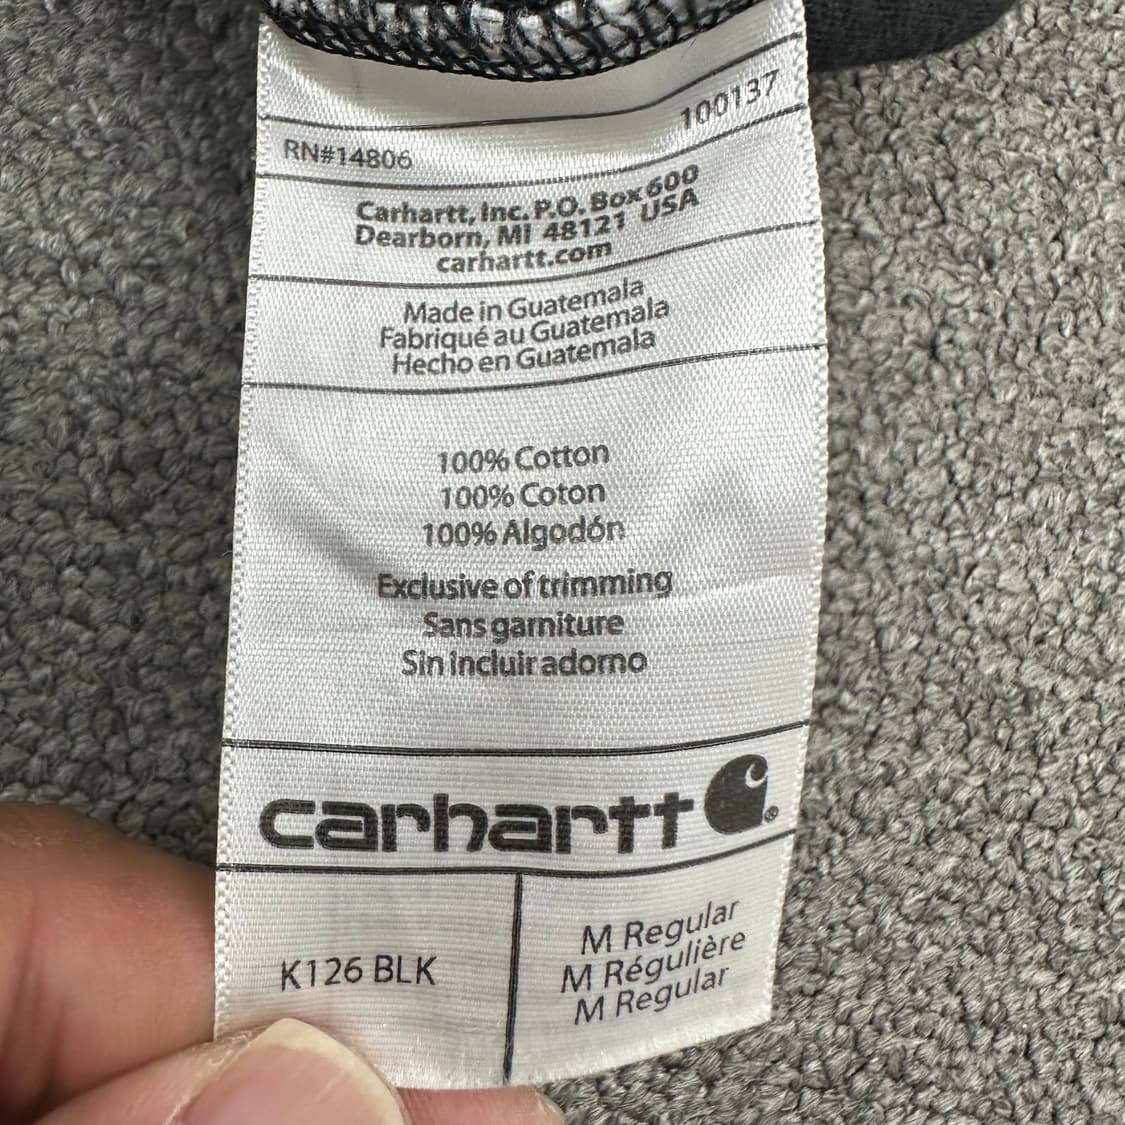 100137
RN#14806
Carhartt, Inc. P.O. Box 600
Dearborn, MI 48121 USA
carhartt.com
Made in Guatemala
Fabriqué au Guatemala
Hecho en Guatemala
100% Cotton
100% Coton
100% Algodón
Exclusive of trimming
Sans garniture
Sin incluir adorno
carhartt ®
K126 BLK
M Regular
M Régulière
M Regular